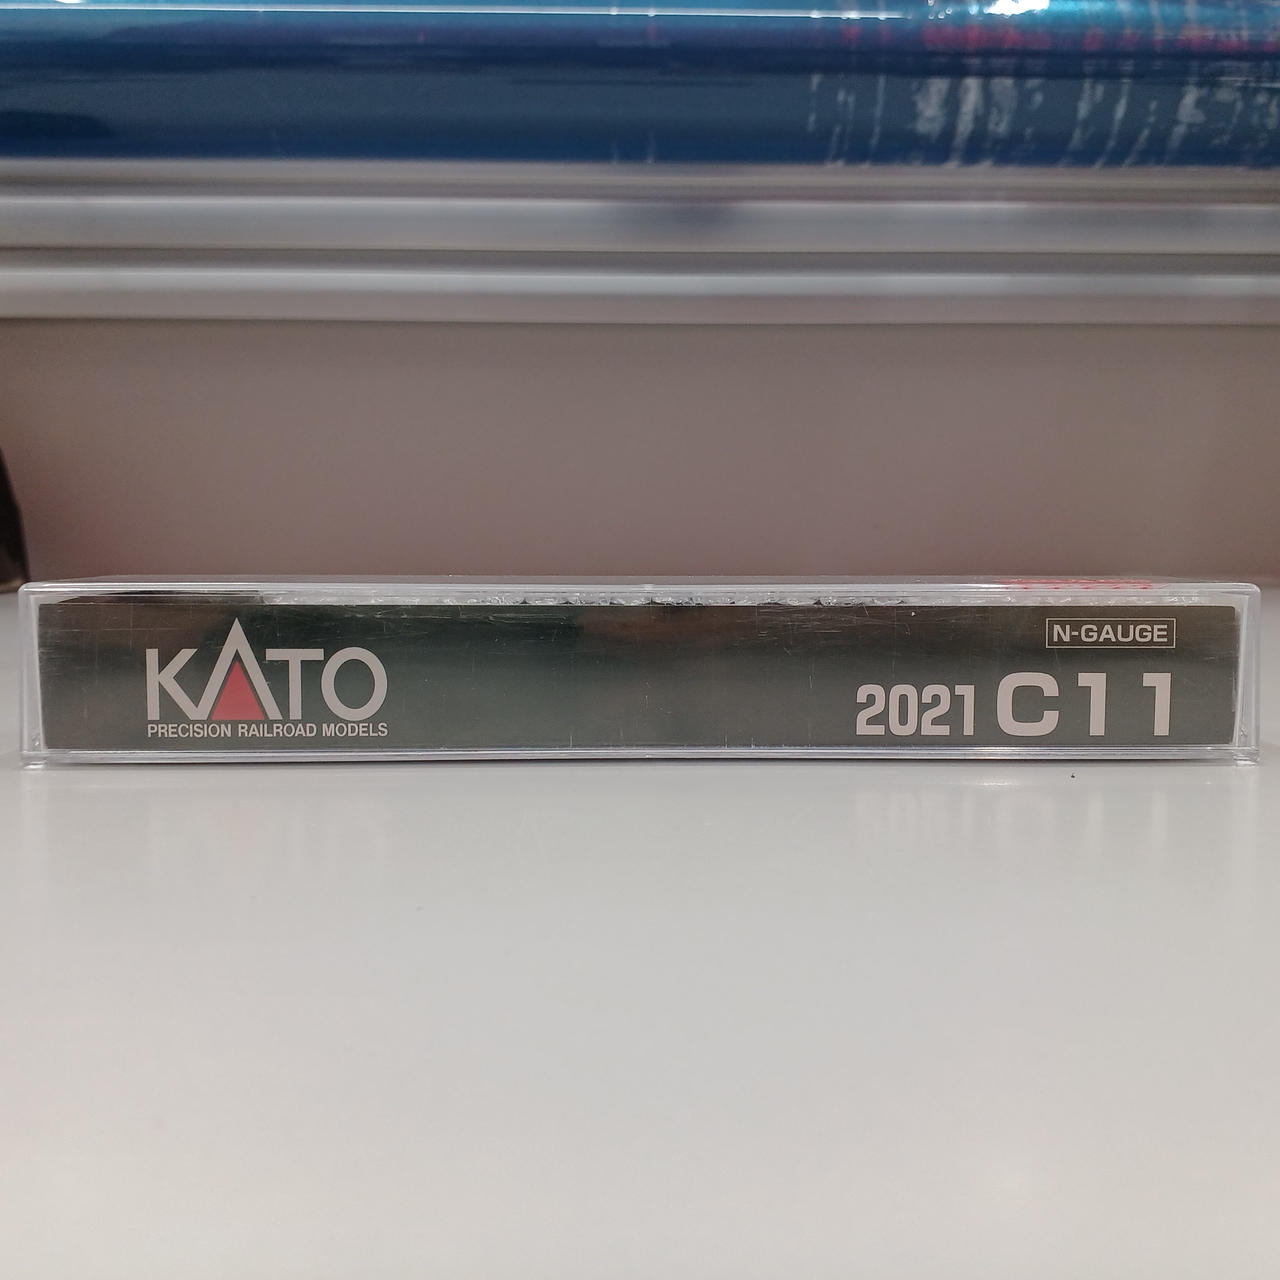 KATO
PRECISION RAILROAD MODELS
N-GAUGE
2021 C11